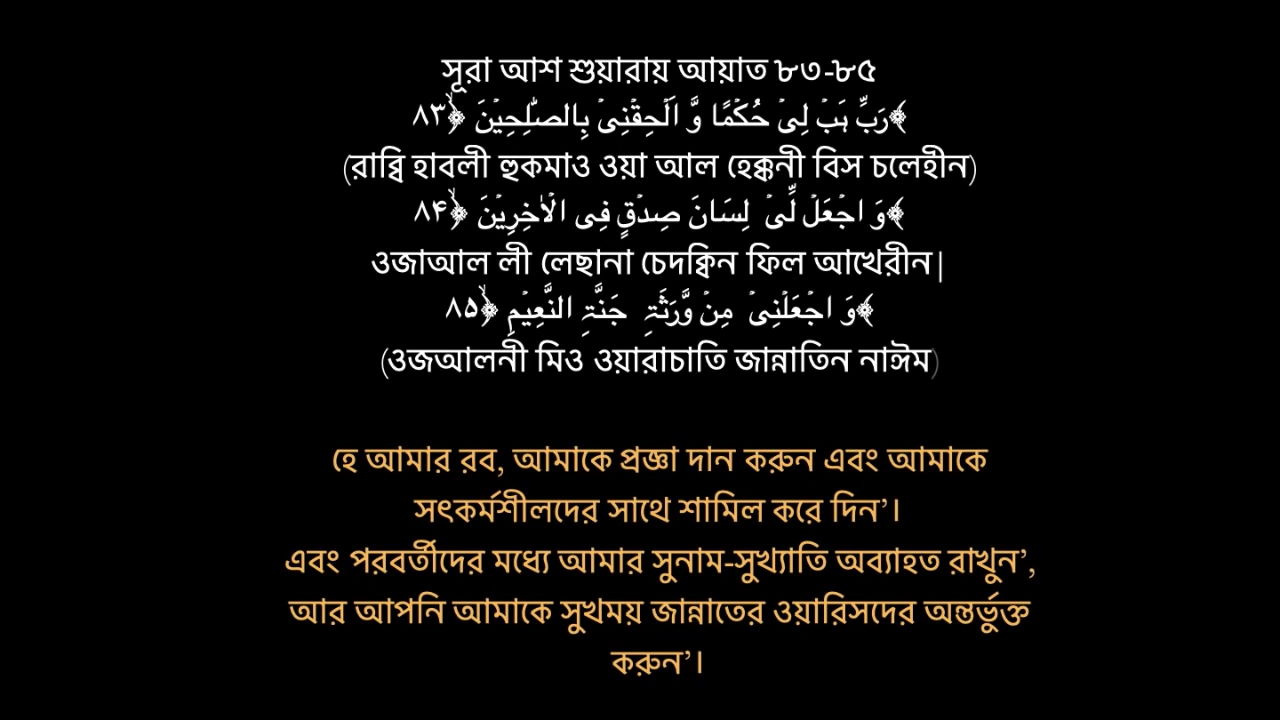 সূরা আশ শুয়ারায় আয়াত ৮৩-৮৫
﴾رَبِّ ہَبۡ لِیۡ حُکۡمًا وَّ اَلۡحِقۡنِیۡ بِالصّٰلِحِیۡنَ ﴿ۙ۸۳
(রাব্বি হাবলী হুকমাও ওয়া আল হেক্কনী বিস চলেহীন)
﴾وَ اجۡعَلۡ لِّیۡ لِسَانَ صِدۡقٍ فِی الۡاٰخِرِیۡنَ ﴿ۙ۸۴
ওজাআল লী লেছানা চেদক্বিন ফিল আখেরীন|
﴾وَ اجۡعَلۡنِیۡ مِنۡ وَّرَثَۃِ جَنَّۃِ النَّعِیۡمِ ﴿ۙ۸۵
(ওজআলনী মিও ওয়ারাচাতি জান্নাতিন নাঈম)
হে আমার রব, আমাকে প্রজ্ঞা দান করুন এবং আমাকে
সৎকর্মশীলদের সাথে শামিল করে দিন’।
এবং পরবর্তীদের মধ্যে আমার সুনাম-সুখ্যাতি অব্যাহত রাখুন’,
আর আপনি আমাকে সুখময় জান্নাতের ওয়ারিসদের অন্তর্ভুক্ত
করুন’।